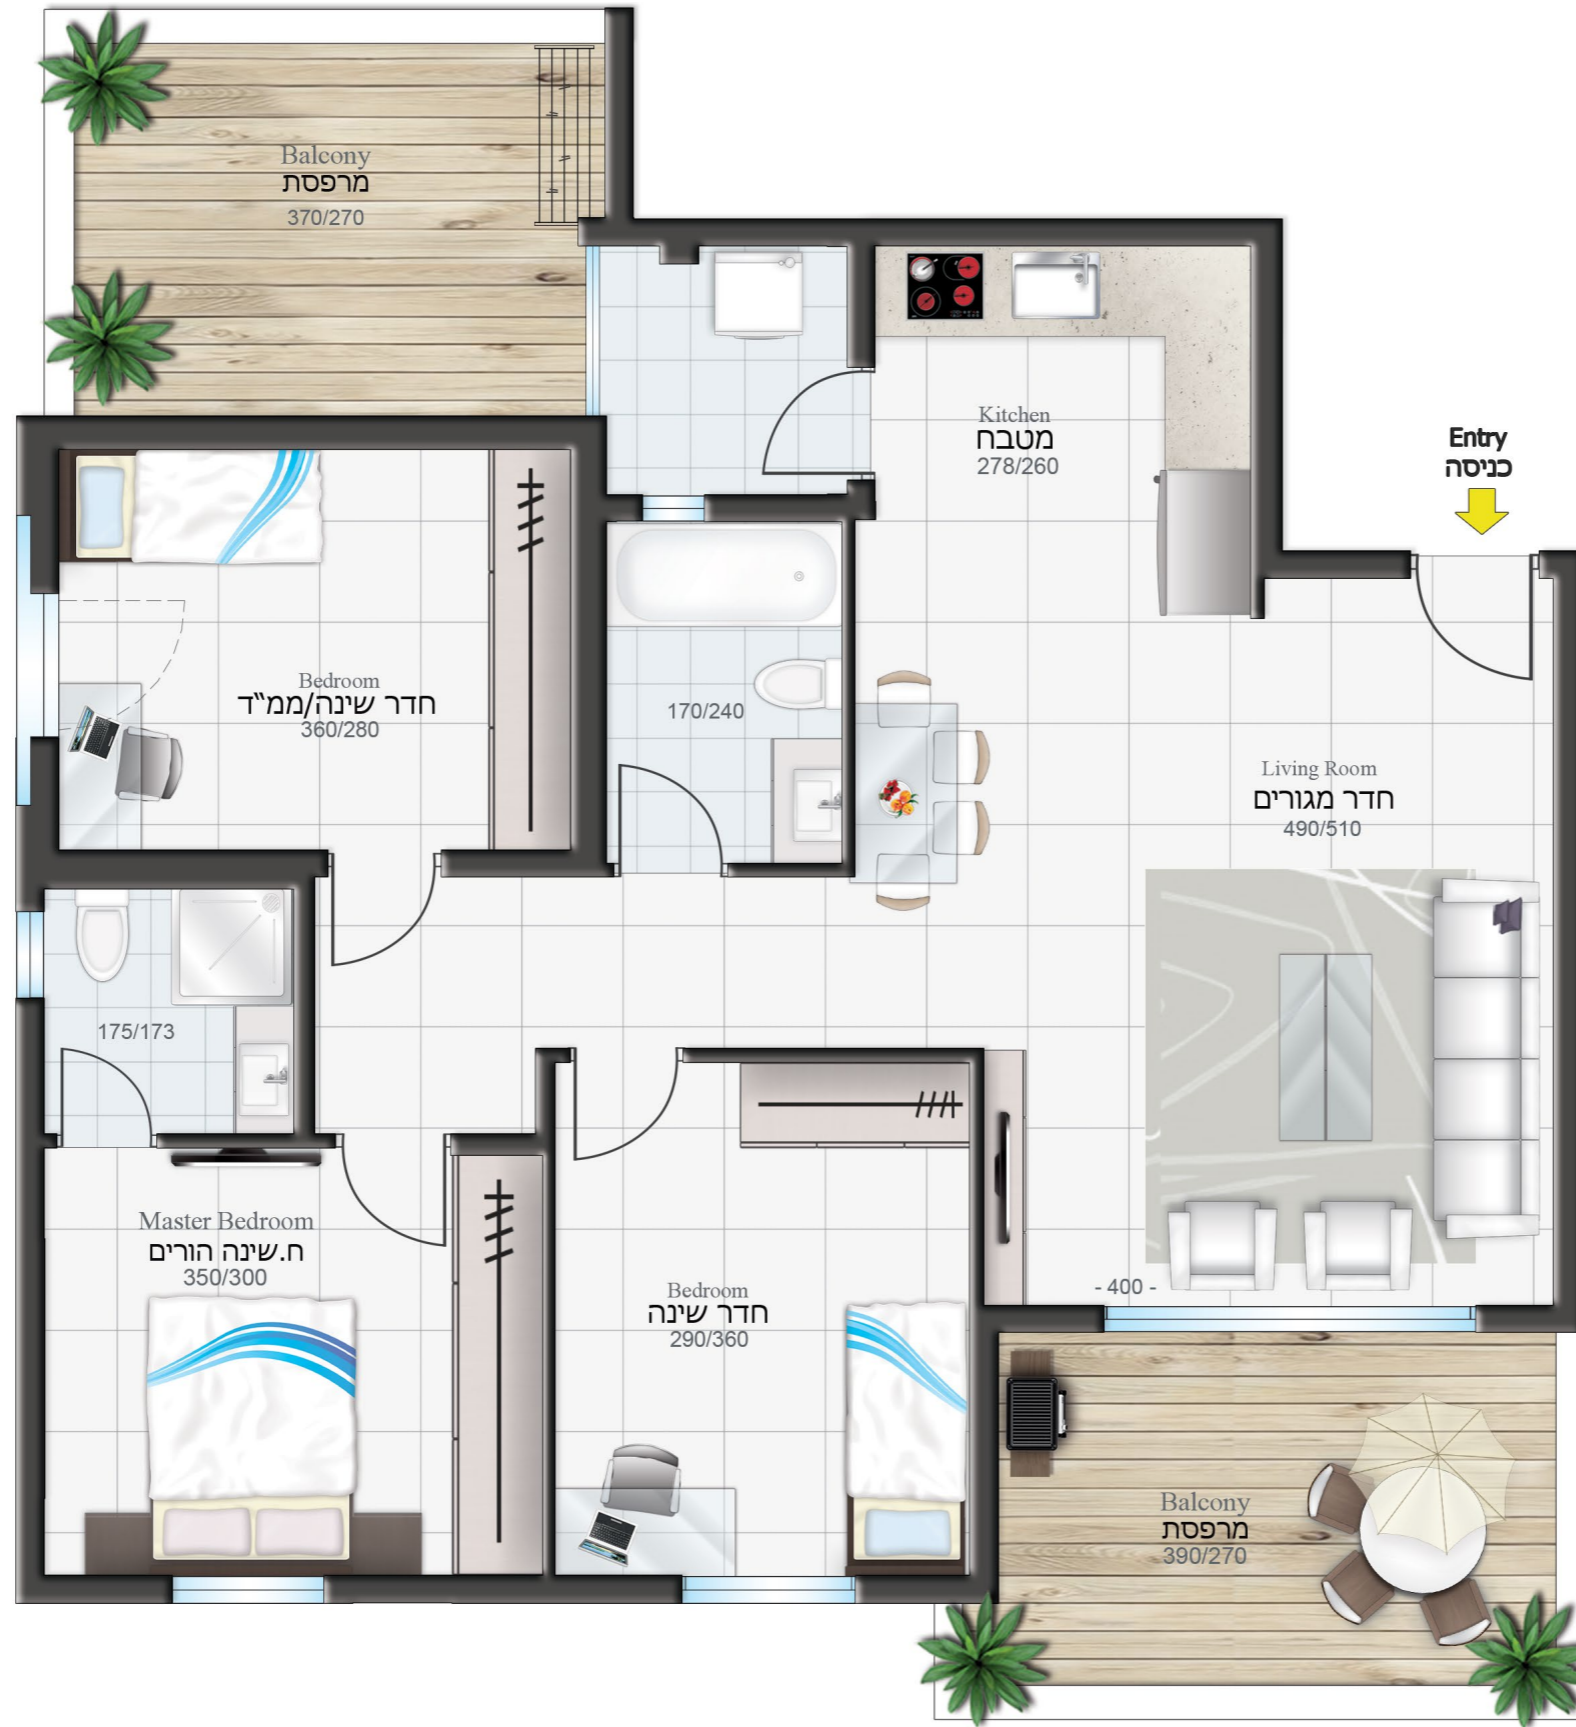 Balcony
מרפסת
370/270
Kitchen
מטבח
278/260
Entry
כניסה
Bedroom
חדר שינה/ממ"ד
360/280
170/240
Living Room
חדר מגורים
490/510
175/173
Master Bedroom
ח.שינה הורים
350/300
Bedroom
חדר שינה
290/360
- 400 -
Balcony
מרפסת
390/270